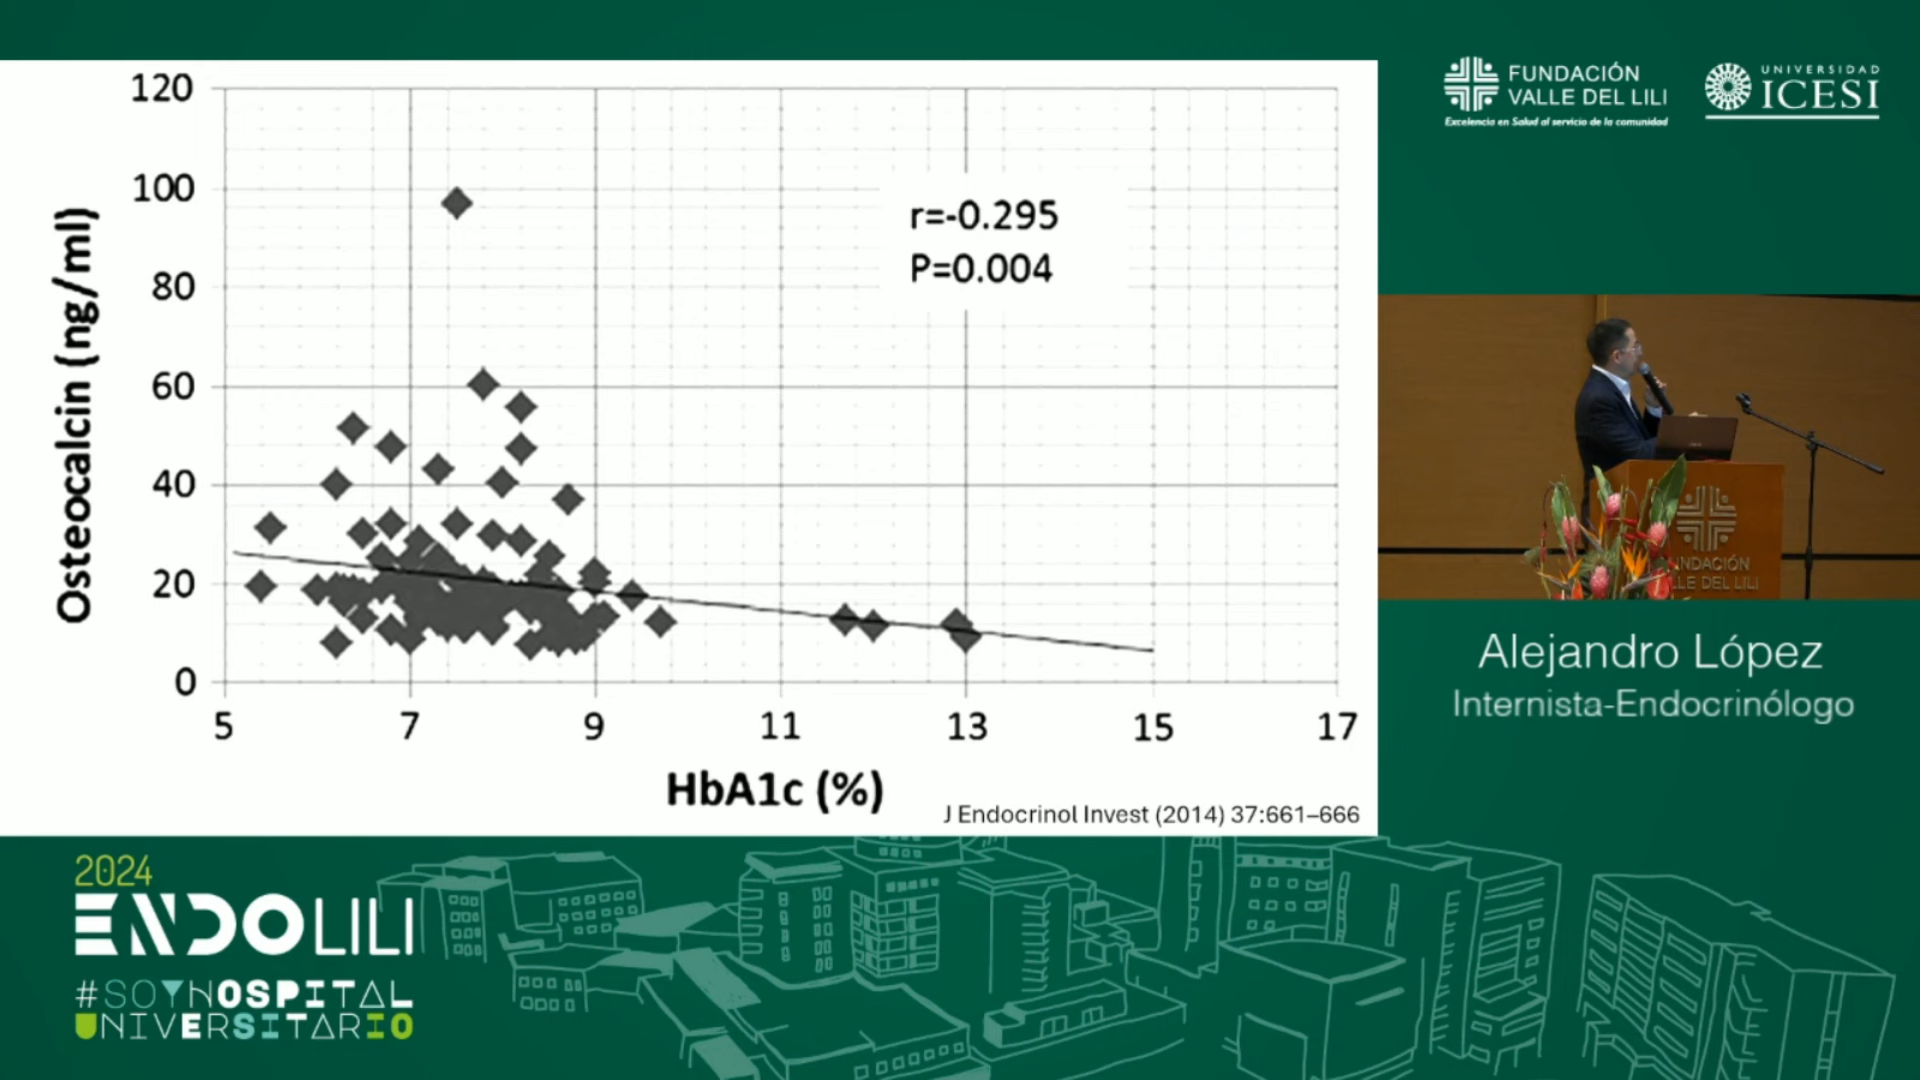 120
100
80
60
40
20
0
Osteocalcin (ng/ml)
r=-0.295
P=0.004
5 7 9 11 13 15 17
HbA1c (%)
J Endocrinol Invest (2014) 37:661–666
FUNDACIÓN
VALLE DEL LILI
Excelencia en Salud al servicio de la comunidad
UNIVERSIDAD
ICESI
Alejandro López
Internista-Endocrinólogo
2024
ENDOLILI
#SOYHOSPITAL
UNIVERSITARIO